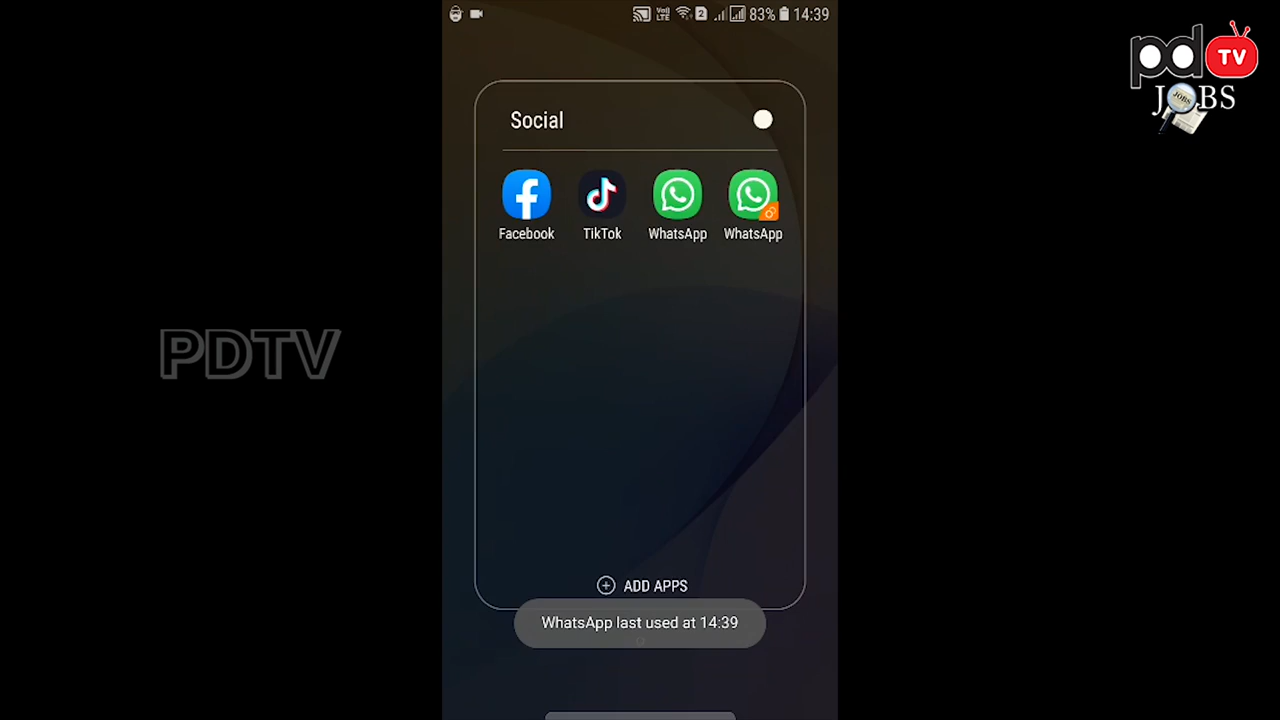 2 83% 14:39
pd TV
JOBS
Social
Facebook TikTok WhatsApp WhatsApp
PDTV
ADD APPS
WhatsApp last used at 14:39